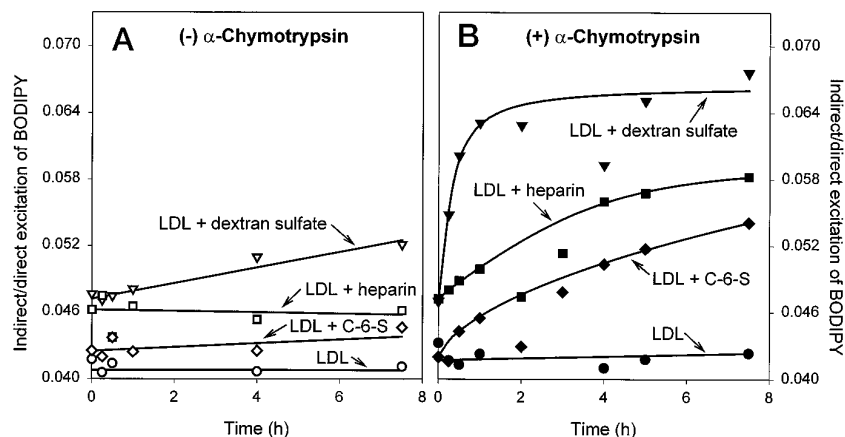 A
(-) α-Chymotrypsin
B
(+) α-Chymotrypsin
Indirect/direct excitation of BODIPY
0.070
0.064
0.058
0.052
0.046
0.040
LDL + dextran sulfate
LDL + heparin
LDL + C-6-S
LDL
0
2
4
6
8
Time (h)
LDL + dextran sulfate
LDL + heparin
LDL + C-6-S
LDL
0
2
4
6
8
Time (h)
0.070
0.064
0.058
0.052
0.046
0.040
Indirect/direct excitation of BODIPY